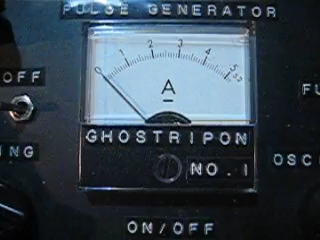 PULSE GENERATOR
OFF
0 1 2 3 4 5
A
GHOSTRIPON
NO. 1
ON/OFF